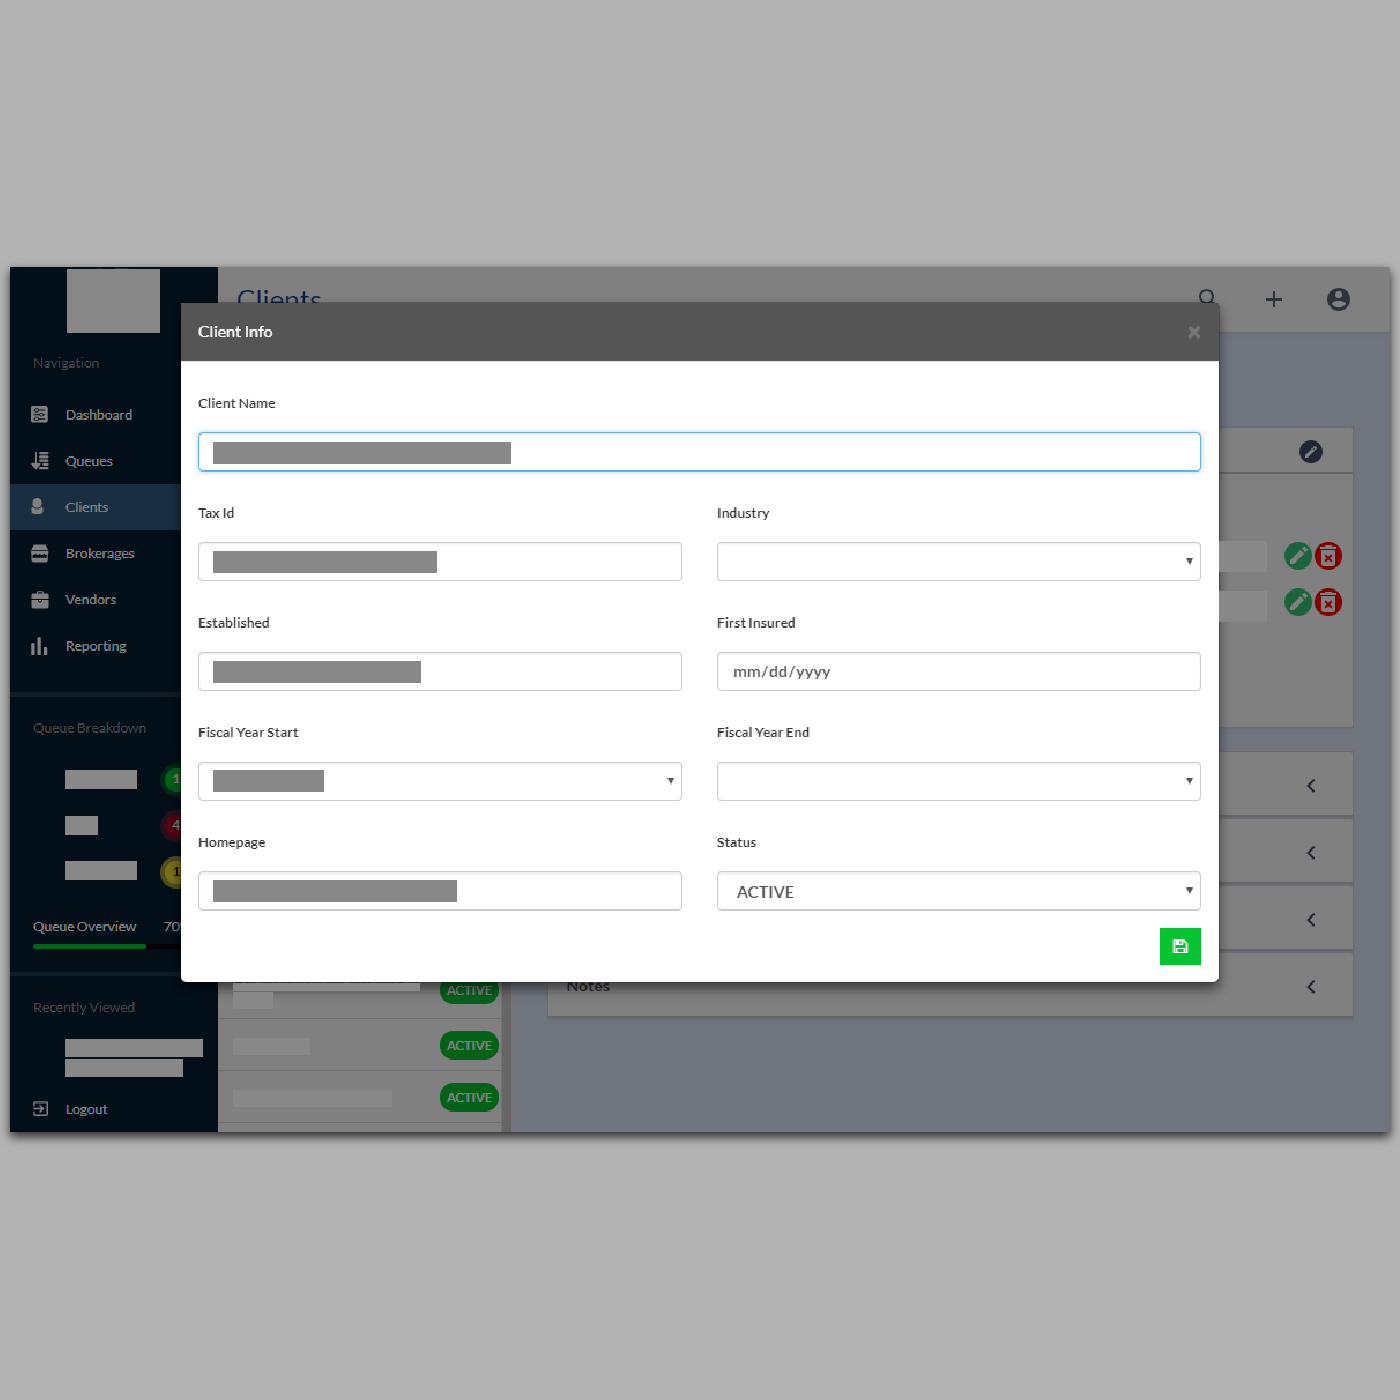 Clients
Navigation
Dashboard
Queues
Clients
Brokerages
Vendors
Reporting
Queue Breakdown
1
4
1
Queue Overview 70
Recently Viewed
Logout
Client Info
Client Name
Tax Id Industry
Established First Insured
mm/dd/yyyy
Fiscal Year Start Fiscal Year End
Homepage Status
ACTIVE
Notes
ACTIVE
ACTIVE
ACTIVE